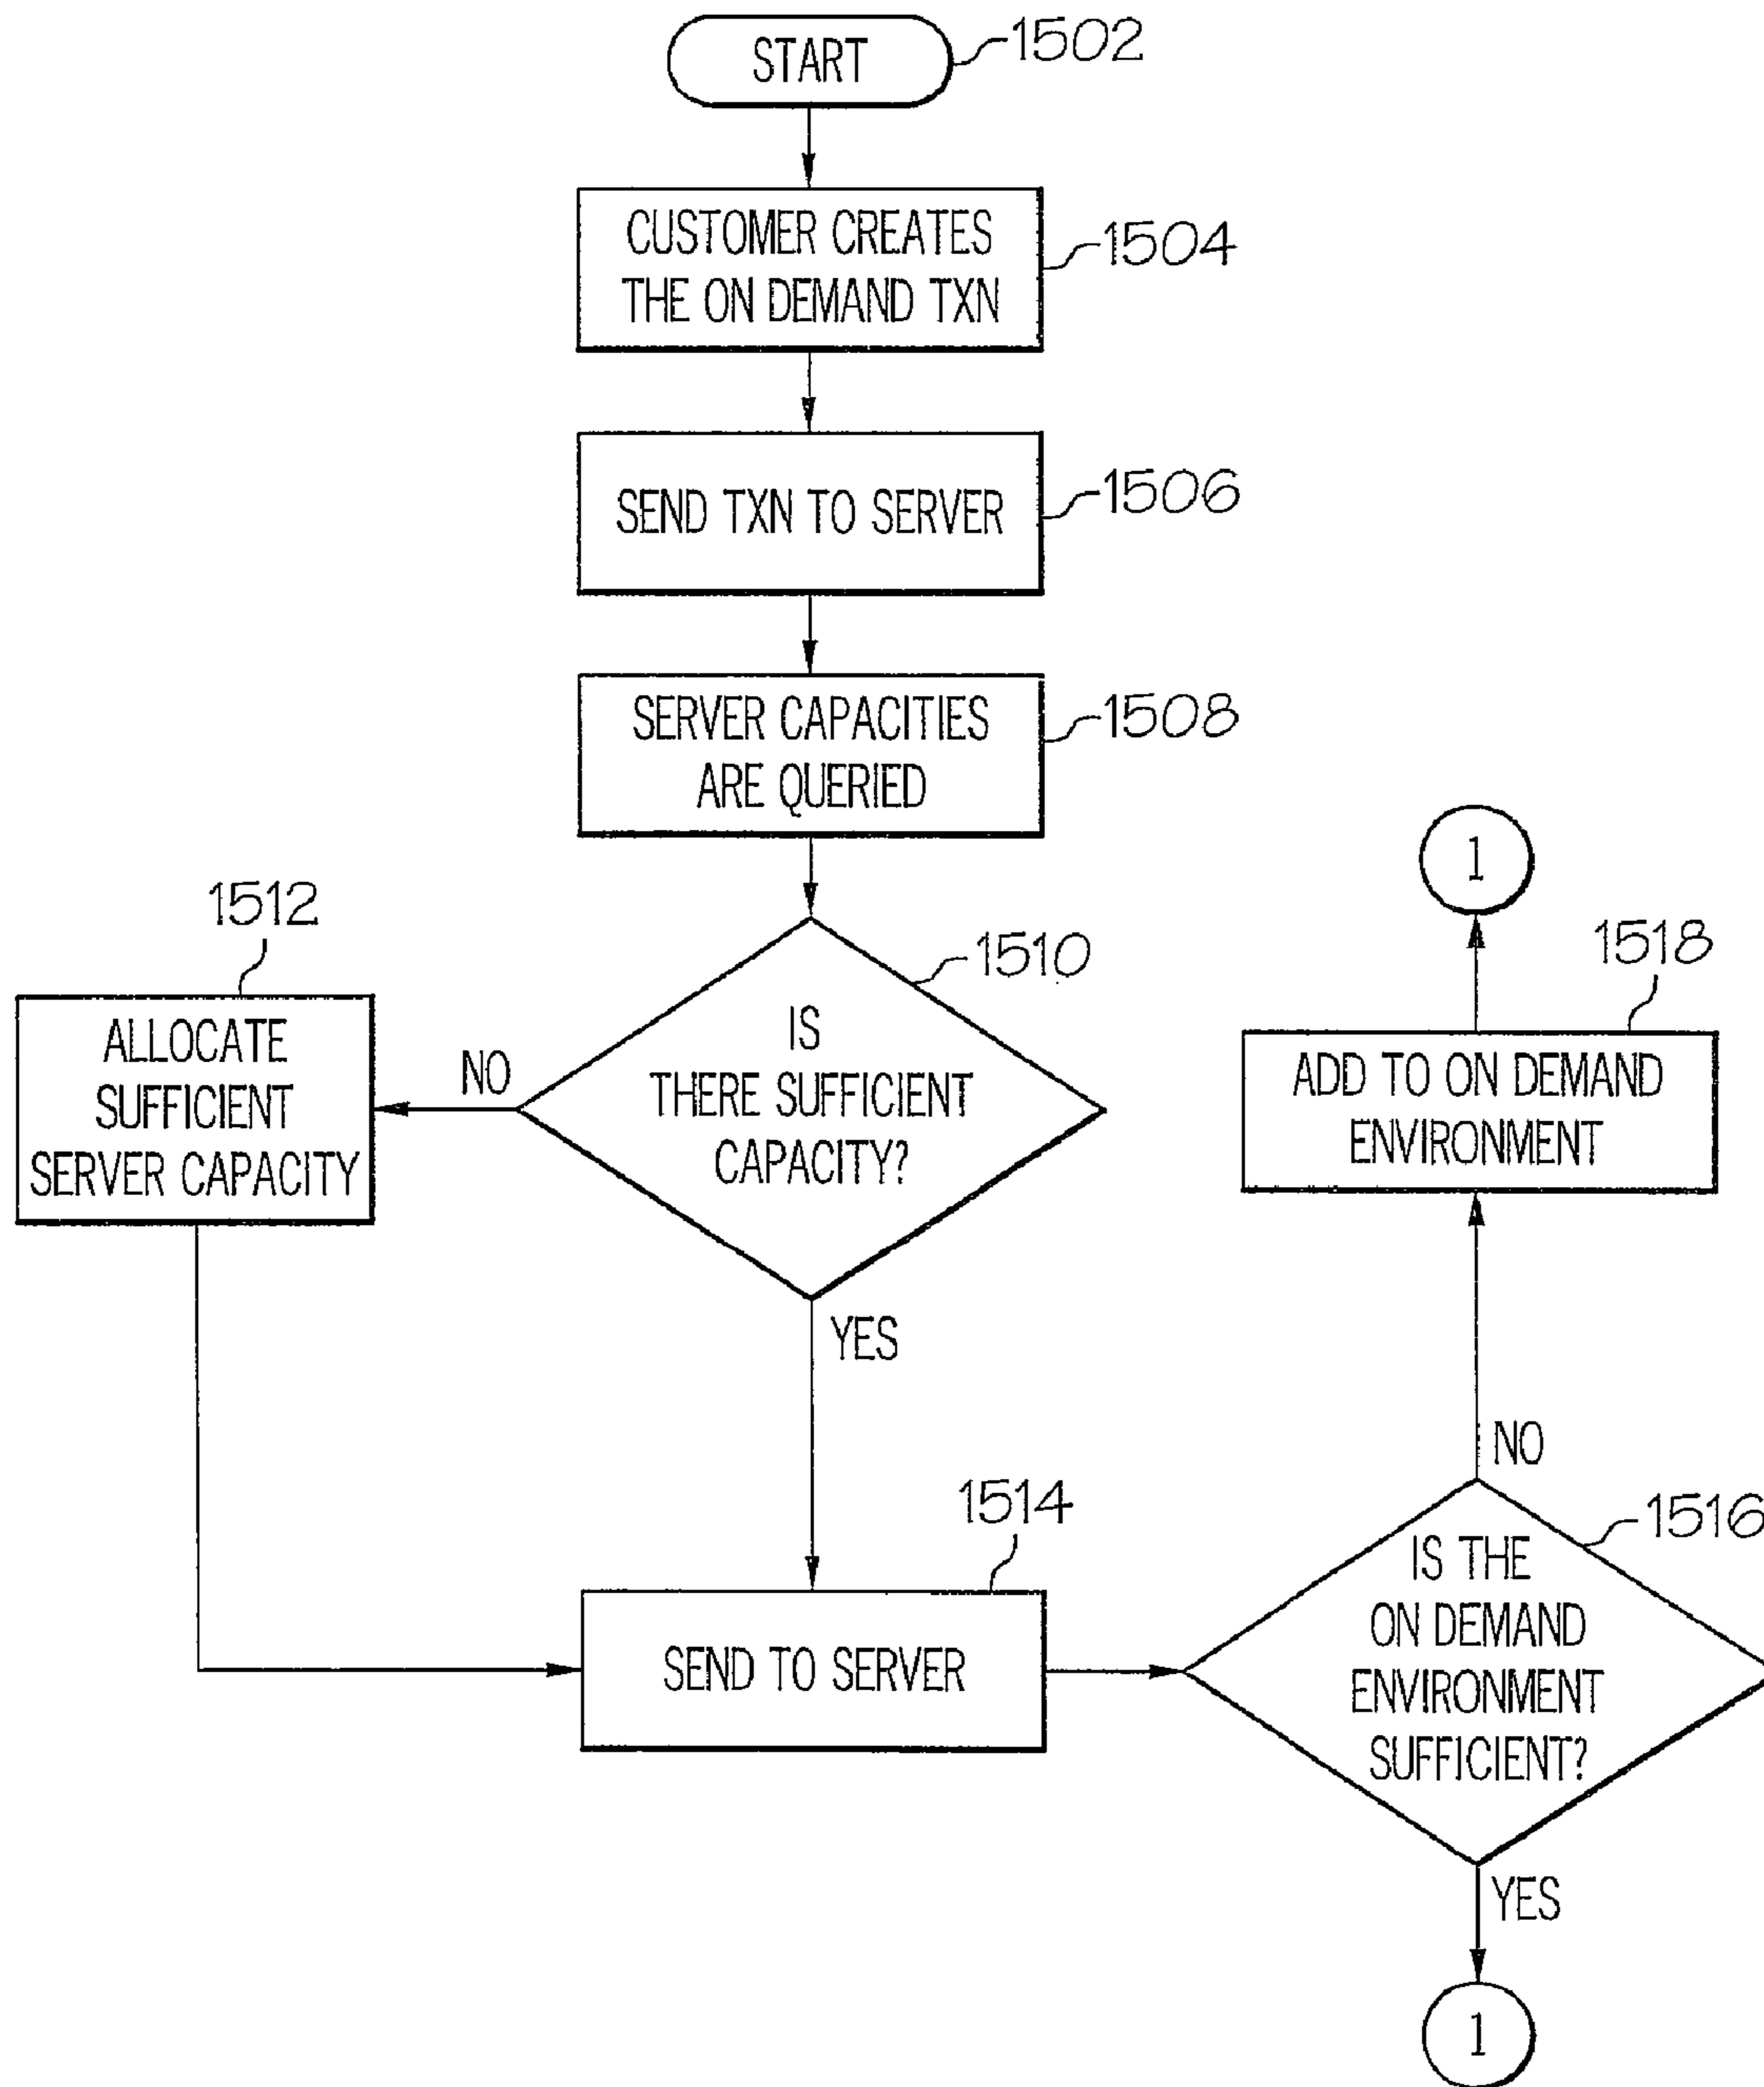 START
1502
CUSTOMER CREATES
THE ON DEMAND TXN
1504
SEND TXN TO SERVER
1506
SERVER CAPACITIES
ARE QUERIED
1508
1512
ALLOCATE
SUFFICIENT
SERVER CAPACITY
NO
1510
IS
THERE SUFFICIENT
CAPACITY?
YES
1
1518
ADD TO ON DEMAND
ENVIRONMENT
NO
1514
SEND TO SERVER
1516
IS THE
ON DEMAND
ENVIRONMENT
SUFFICIENT?
YES
1